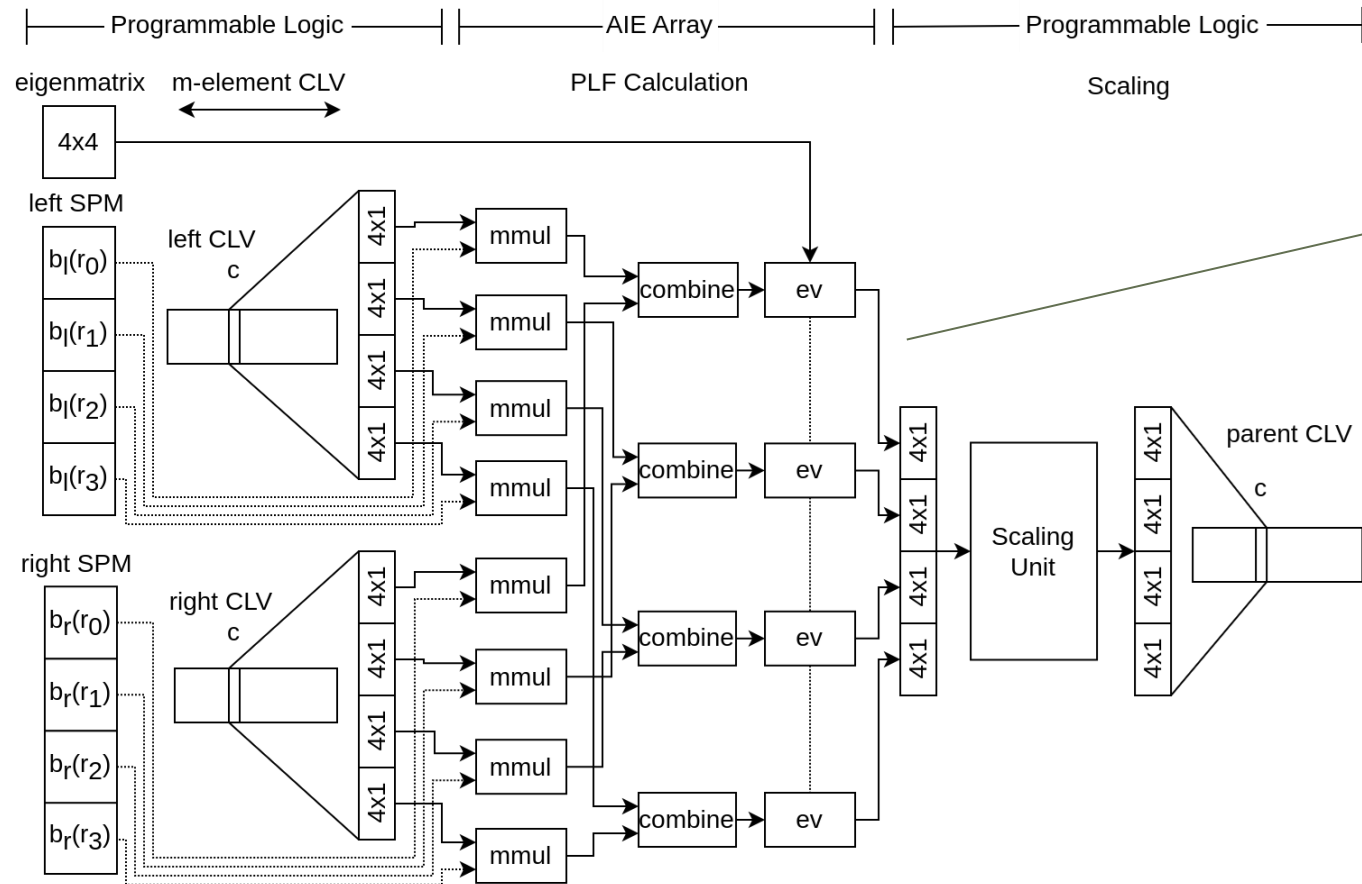 Programmable Logic
AIE Array
Programmable Logic
eigenmatrix
m-element CLV
PLF Calculation
Scaling
4x4
left SPM
bl(r0)
bl(r1)
bl(r2)
bl(r3)
left CLV
c
4x1
4x1
4x1
4x1
mmul
mmul
mmul
mmul
right SPM
br(r0)
br(r1)
br(r2)
br(r3)
right CLV
c
4x1
4x1
4x1
4x1
mmul
mmul
mmul
mmul
combine
ev
combine
ev
combine
ev
combine
ev
4x1
4x1
4x1
4x1
Scaling
Unit
4x1
4x1
4x1
4x1
parent CLV
c